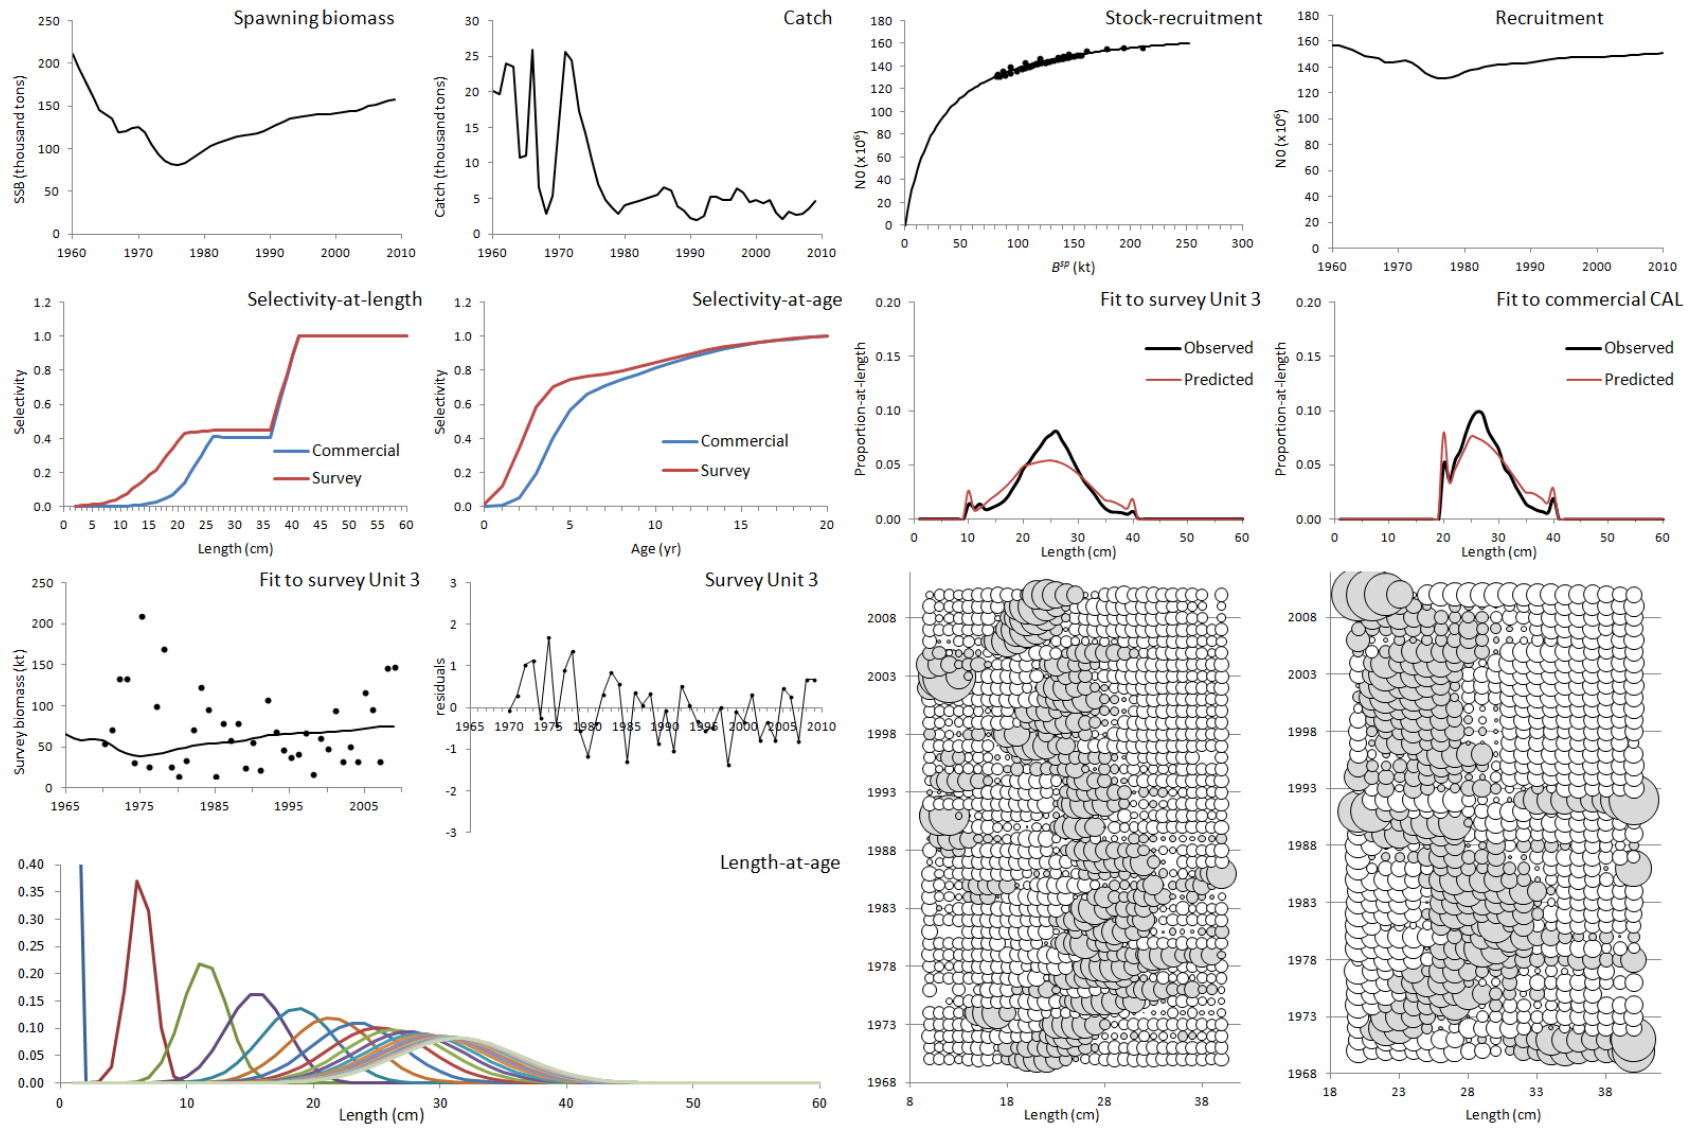 Spawning biomass
SSB (thousand tons)
250
200
150
100
50
0
1960 1970 1980 1990 2000 2010
Catch
Catch (thousand tons)
30
25
20
15
10
5
0
1960 1970 1980 1990 2000 2010
Stock-recruitment
N0 (x10⁶)
180
160
140
120
100
80
60
40
20
0
0 50 100 150 200 250 300
Bˢᵖ (kt)
Recruitment
N0 (x10⁶)
180
160
140
120
100
80
60
40
20
0
1960 1970 1980 1990 2000 2010
Selectivity-at-length
Selectivity
1.2
1.0
0.8
0.6
0.4
0.2
0.0
Commercial
Survey
0 5 10 15 20 25 30 35 40 45 50 55 60
Length (cm)
Selectivity-at-age
Selectivity
1.2
1.0
0.8
0.6
0.4
0.2
0.0
Commercial
Survey
0 5 10 15 20
Age (yr)
Fit to survey Unit 3
Proportion-at-length
0.20
0.15
0.10
0.05
0.00
Observed
Predicted
0 10 20 30 40 50 60
Length (cm)
Fit to commercial CAL
Proportion-at-length
0.20
0.15
0.10
0.05
0.00
Observed
Predicted
0 10 20 30 40 50 60
Length (cm)
Fit to survey Unit 3
Survey biomass (kt)
250
200
150
100
50
0
1965 1975 1985 1995 2005
Survey Unit 3
residuals
3
2
1
0
-1
-2
-3
1965 1970 1975 1980 1985 1990 1995 2000 2005 2010
2008
2003
1998
1993
1988
1983
1978
1973
1968
8 18 28 38
Length (cm)
2008
2003
1998
1993
1988
1983
1978
1973
1968
18 23 28 33 38
Length (cm)
Length-at-age
0.40
0.35
0.30
0.25
0.20
0.15
0.10
0.05
0.00
0 10 20 30 40 50 60
Length (cm)